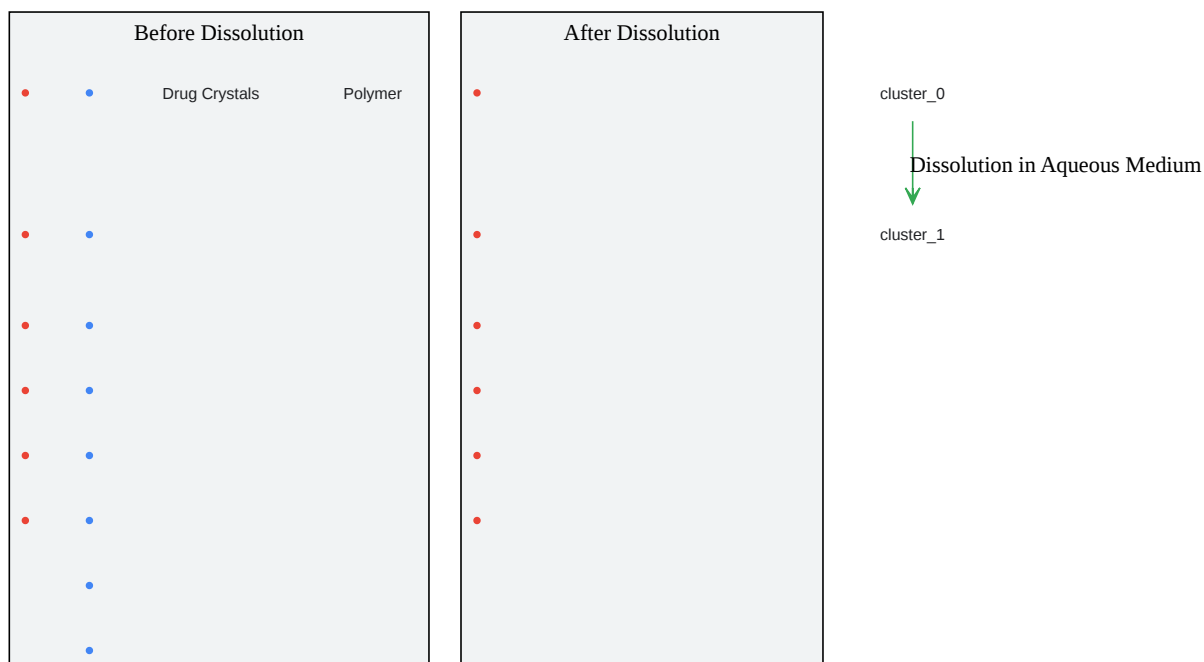 Before Dissolution
Drug Crystals
Polymer
After Dissolution
cluster_0
Dissolution in Aqueous Medium
cluster_1